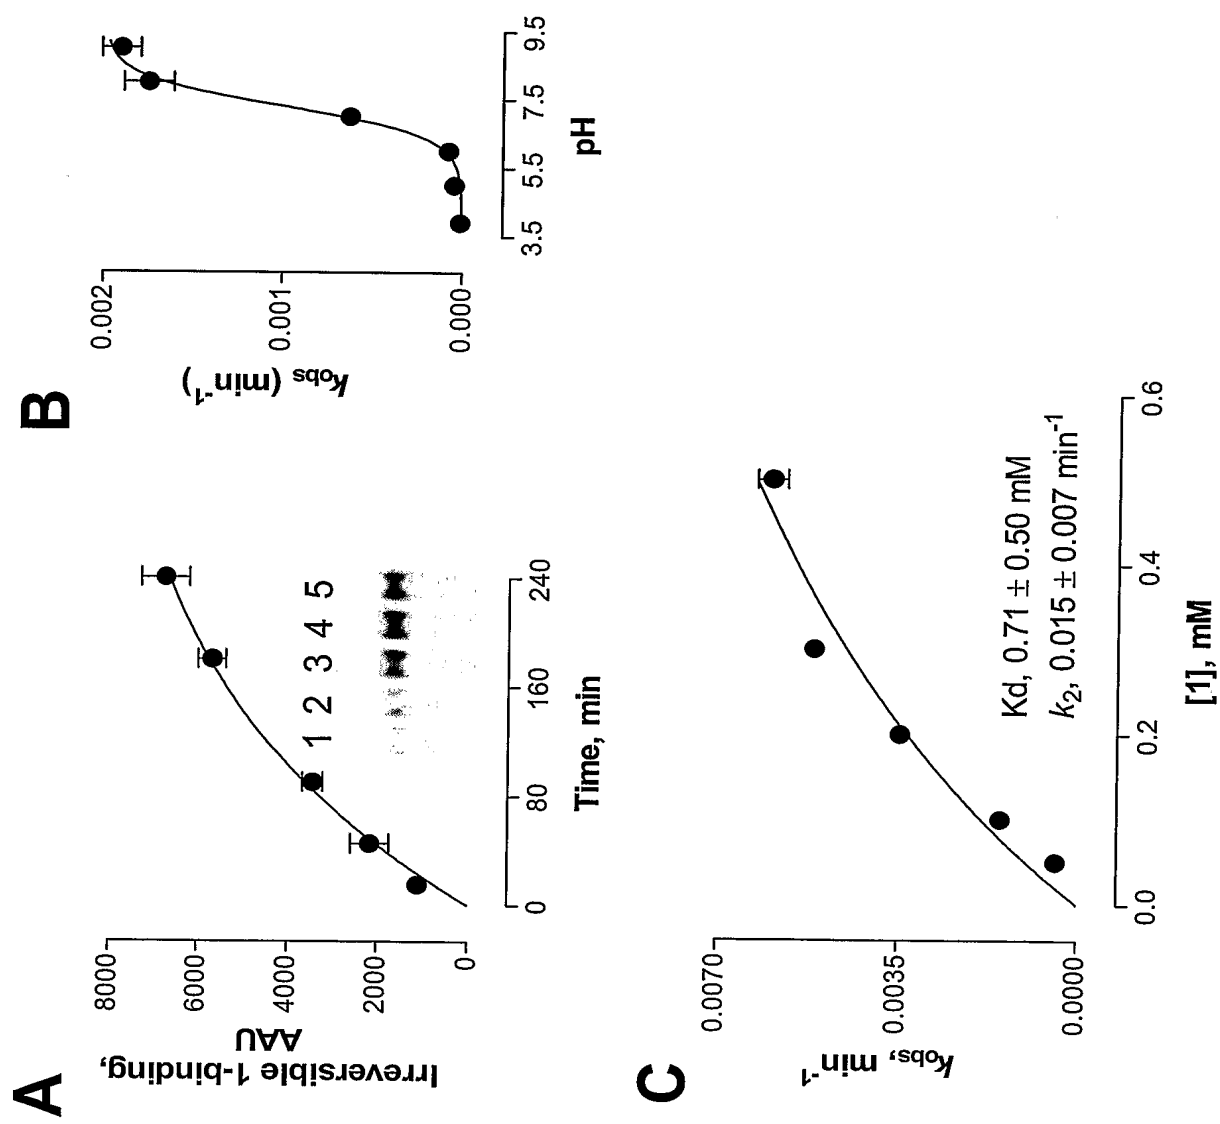 A
Irreversible 1-binding,
AAU
8000
6000
4000
2000
0
1 2 3 4 5
0
80
160
240
Time, min
B
kobs (min-1)
0.002
0.001
0.000
3.5
5.5
7.5
9.5
pH
C
kobs, min-1
0.0070
0.0035
0.0000
Kd, 0.71 ± 0.50 mM
k2, 0.015 ± 0.007 min-1
0.0
0.2
0.4
0.6
[1], mM